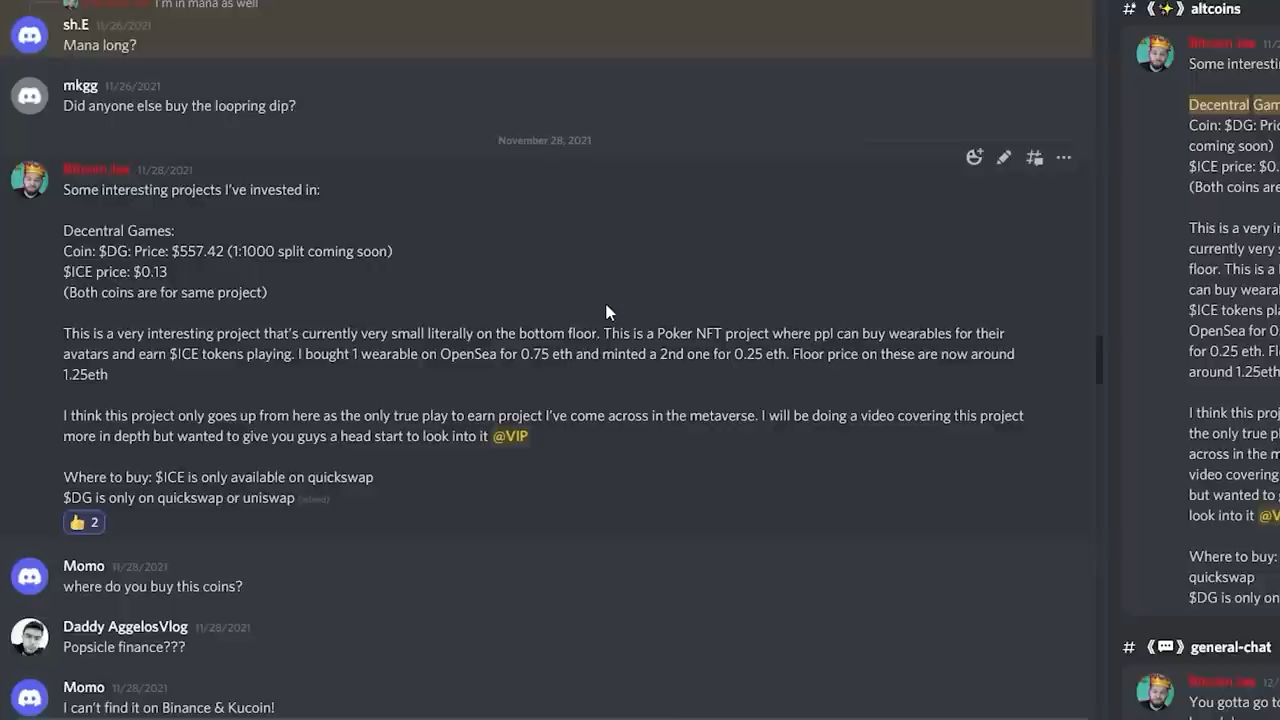 I'm in mana as well
sh.E 11/26/2021
Mana long?
mkgg 11/26/2021
Did anyone else buy the loopring dip?
November 28, 2021
11/28/2021
Some interesting projects I've invested in:
Decentral Games:
Coin: $DG: Price: $557.42 (1:1000 split coming soon)
$ICE price: $0.13
(Both coins are for same project)
This is a very interesting project that's currently very small literally on the bottom floor. This is a Poker NFT project where ppl can buy wearables for their
avatars and earn $ICE tokens playing. I bought 1 wearable on OpenSea for 0.75 eth and minted a 2nd one for 0.25 eth. Floor price on these are now around
1.25eth
I think this project only goes up from here as the only true play to earn project I've come across in the metaverse. I will be doing a video covering this project
more in depth but wanted to give you guys a head start to look into it @VIP
Where to buy: $ICE is only available on quickswap
$DG is only on quickswap or uniswap (edited)
👍 2
Momo 11/28/2021
where do you buy this coins?
Daddy AggelosVlog 11/28/2021
Popsicle finance???
Momo 11/28/2021
I can't find it on Binance & Kucoin!
# 《✨》 altcoins
11/2
Some interesti
Decentral Gam
Coin: $DG: Pric
coming soon)
$ICE price: $0.
(Both coins are
This is a very i
currently very s
floor. This is a
can buy weara
$ICE tokens pl
OpenSea for 0
for 0.25 eth. Fl
around 1.25eth
I think this proj
the only true pl
across in the m
video covering
but wanted to g
look into it @V
Where to buy:
quickswap
$DG is only on
# 《💬》 general-chat
12/
You gotta go to